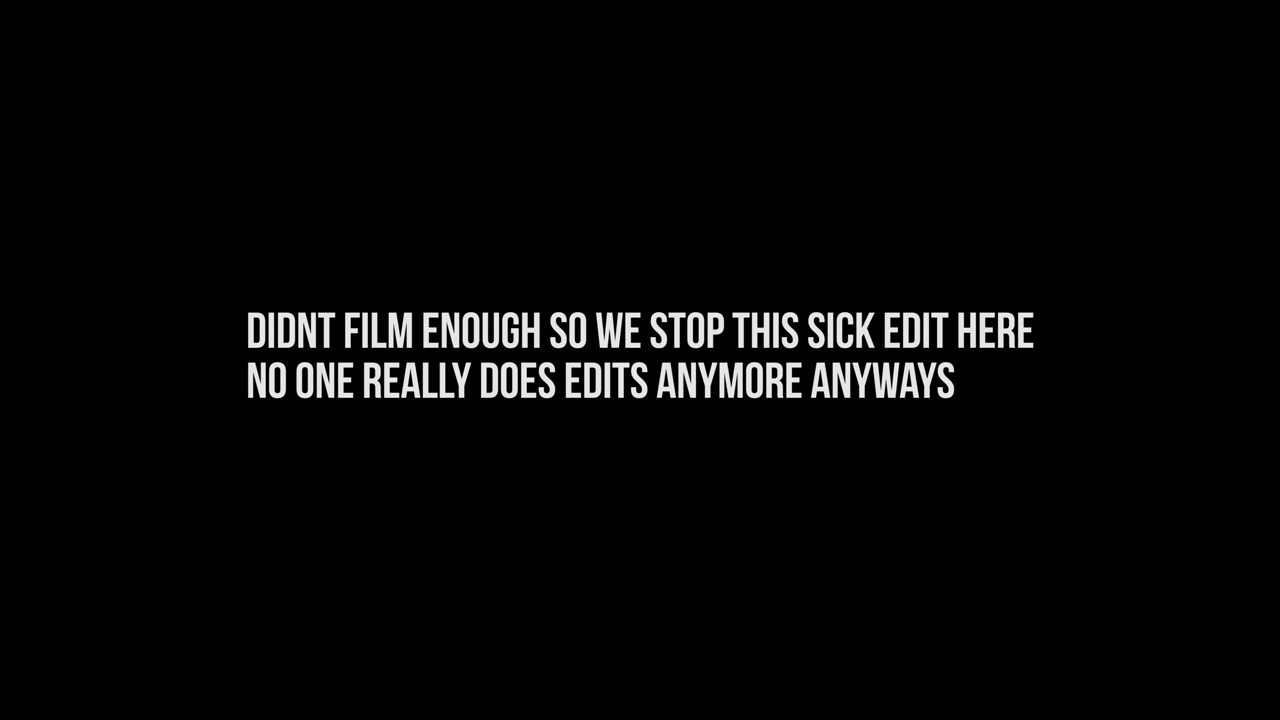 DIDNT FILM ENOUGH SO WE STOP THIS SICK EDIT HERE
NO ONE REALLY DOES EDITS ANYMORE ANYWAYS